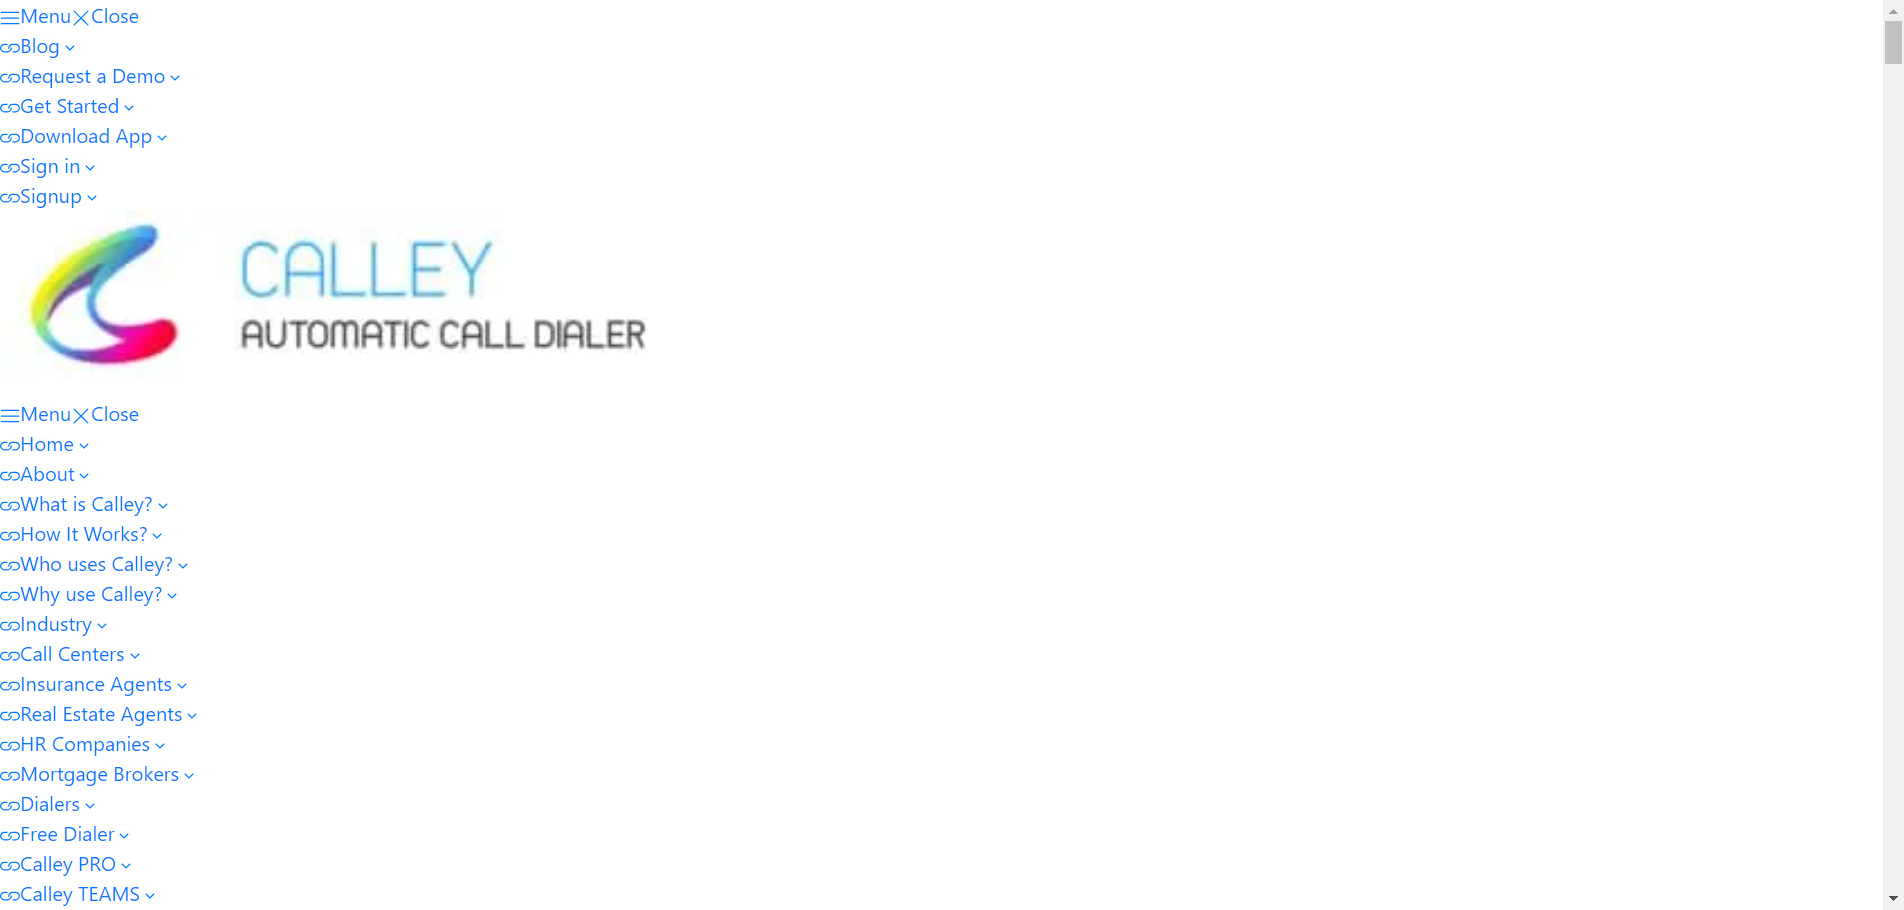 Menu Close
Blog
Request a Demo
Get Started
Download App
Sign in
Signup
CALLEY
AUTOMATIC CALL DIALER
Menu Close
Home
About
What is Calley?
How It Works?
Who uses Calley?
Why use Calley?
Industry
Call Centers
Insurance Agents
Real Estate Agents
HR Companies
Mortgage Brokers
Dialers
Free Dialer
Calley PRO
Calley TEAMS